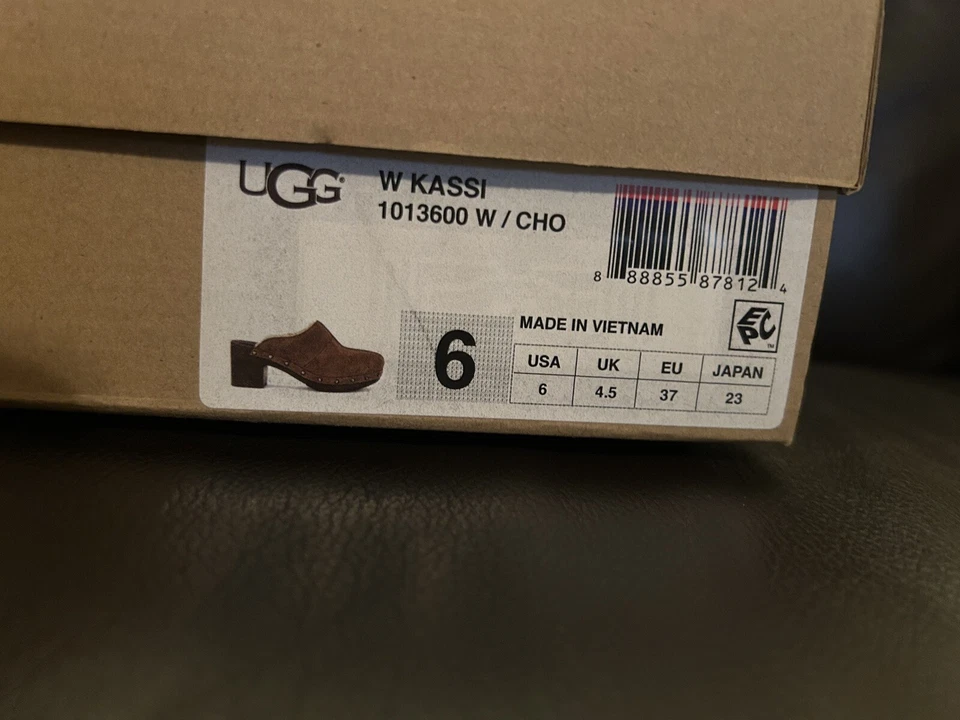 UGG®
W KASSI
1013600 W / CHO
8 88855 87812 4
EPC™
MADE IN VIETNAM
6
USA UK EU JAPAN
6 4.5 37 23